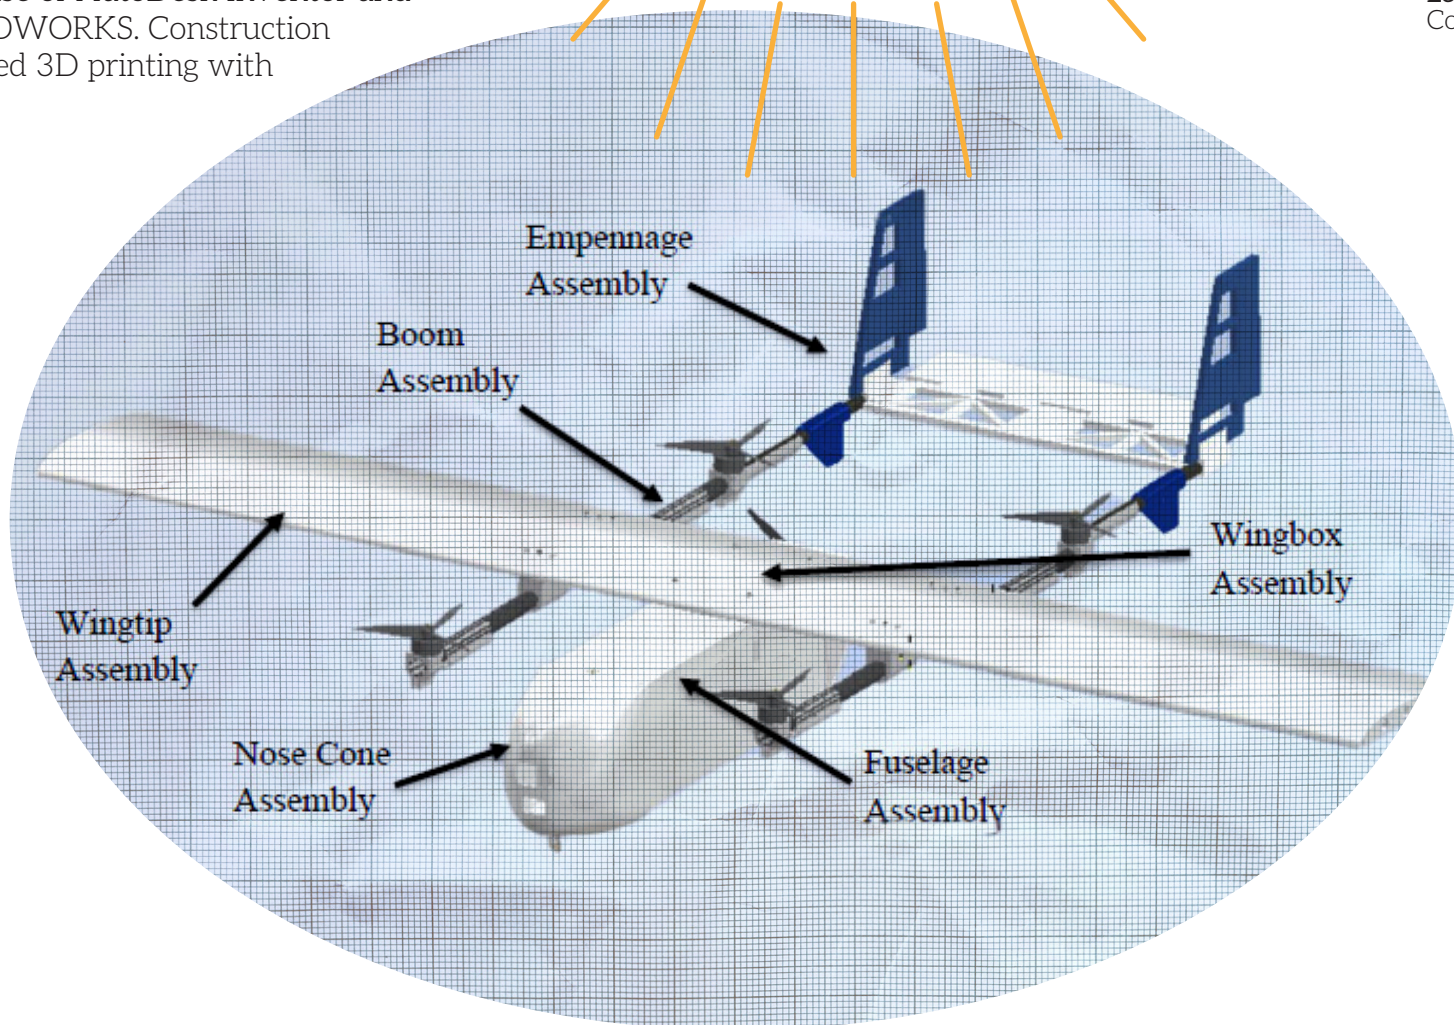 DWORKS. Construction
ed 3D printing with
Co
Empennage
Assembly
Boom
Assembly
Wingbox
Assembly
Wingtip
Assembly
Nose Cone
Assembly
Fuselage
Assembly